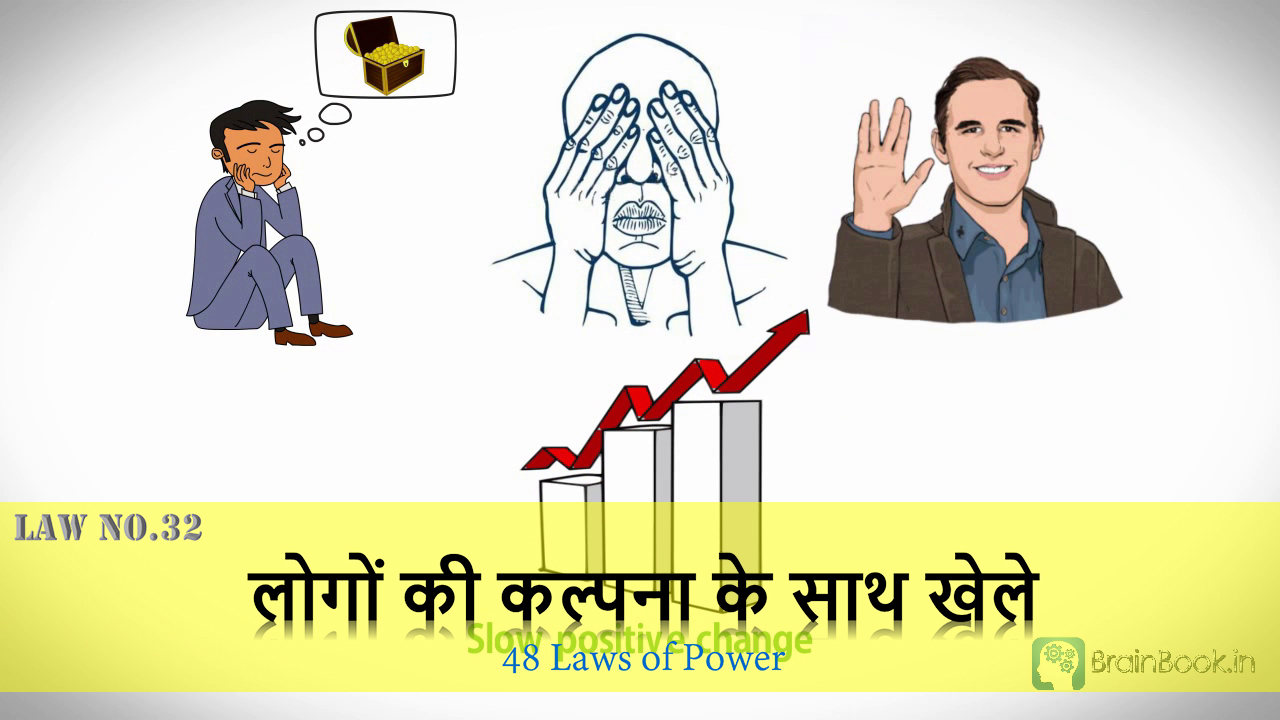 LAW NO.32
लोगों की कल्पना के साथ खेले
Slow positive change
48 Laws of Power
BrainBook.in